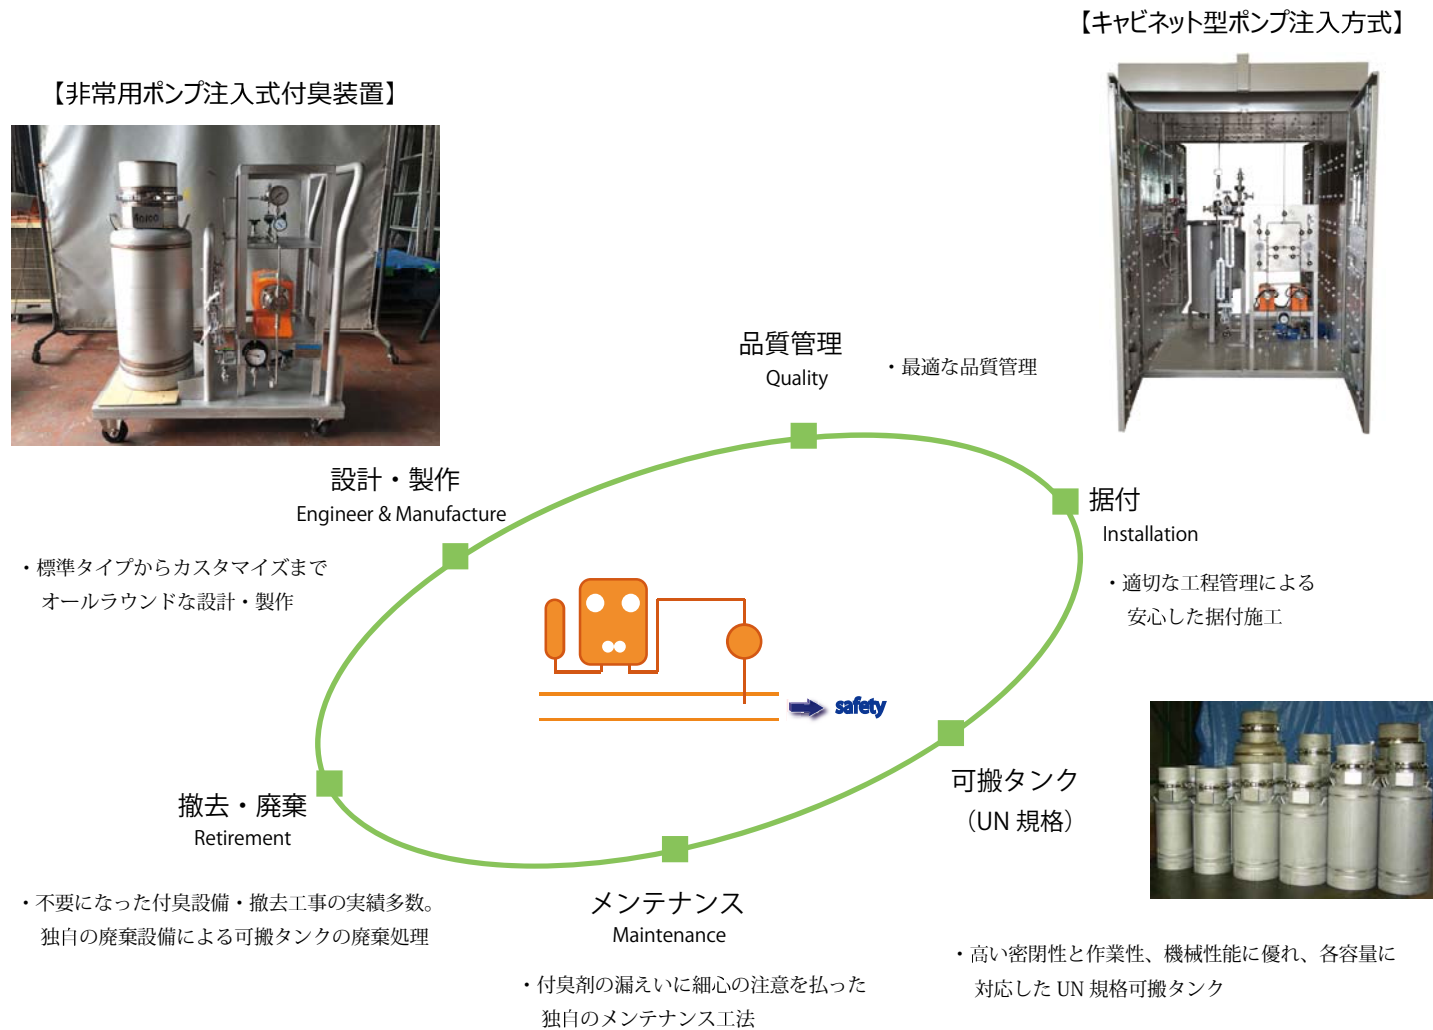 【キャビネット型ポンプ注入方式】
【非常用ポンプ注入式付臭装置】
品質管理
Quality
・最適な品質管理
設計・製作
Engineer & Manufacture
・標準タイプからカスタマイズまで
オールラウンドな設計・製作
据付
Installation
・適切な工程管理による
安心した据付施工
safety
可搬タンク
（UN 規格）
撤去・廃棄
Retirement
・不要になった付臭設備・撤去工事の実績多数。
独自の廃棄設備による可搬タンクの廃棄処理
メンテナンス
Maintenance
・付臭剤の漏えいに細心の注意を払った
独自のメンテナンス工法
・高い密閉性と作業性、機械性能に優れ、各容量に
対応した UN 規格可搬タンク